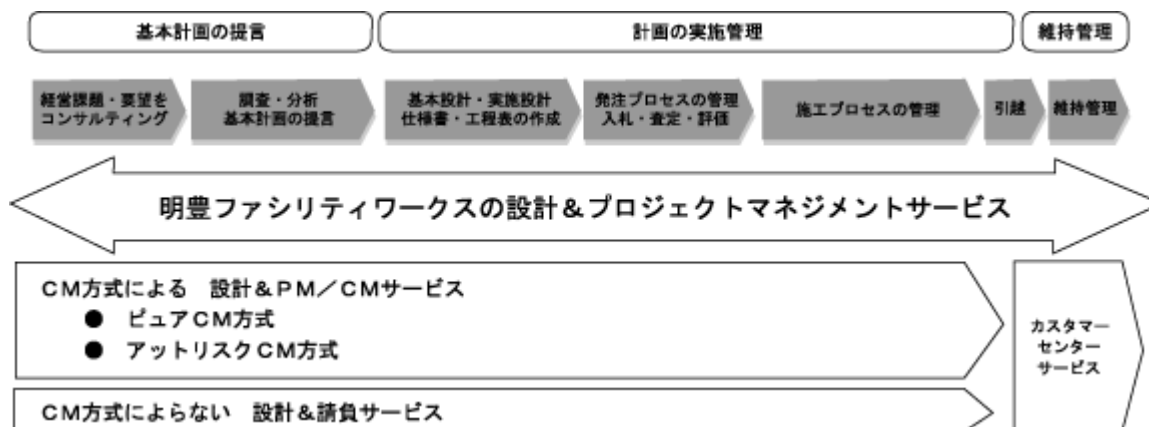 基本計画の提言
計画の実施管理
維持管理
経営課題・要望を
コンサルティング
調査・分析
基本計画の提言
基本設計・実施設計
仕様書・工程表の作成
発注プロセスの管理
入札・査定・評価
施工プロセスの管理
引越
維持管理
明豊ファシリティワークスの設計＆プロジェクトマネジメントサービス
ＣＭ方式による　設計＆ＰＭ／ＣＭサービス
●　ピュアＣＭ方式
●　アットリスクＣＭ方式
カスタマー
センター
サービス
ＣＭ方式によらない　設計＆請負サービス